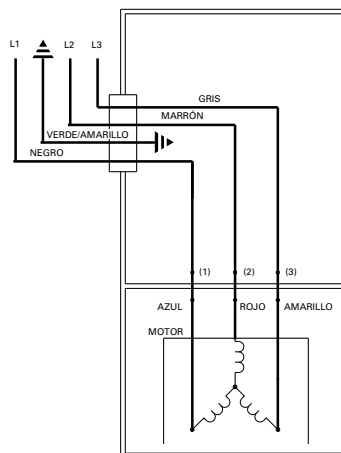 L1 L2 L3
GRIS
MARRÓN
VERDE/AMARILLO
NEGRO
(1) (2) (3)
AZUL ROJO AMARILLO
MOTOR